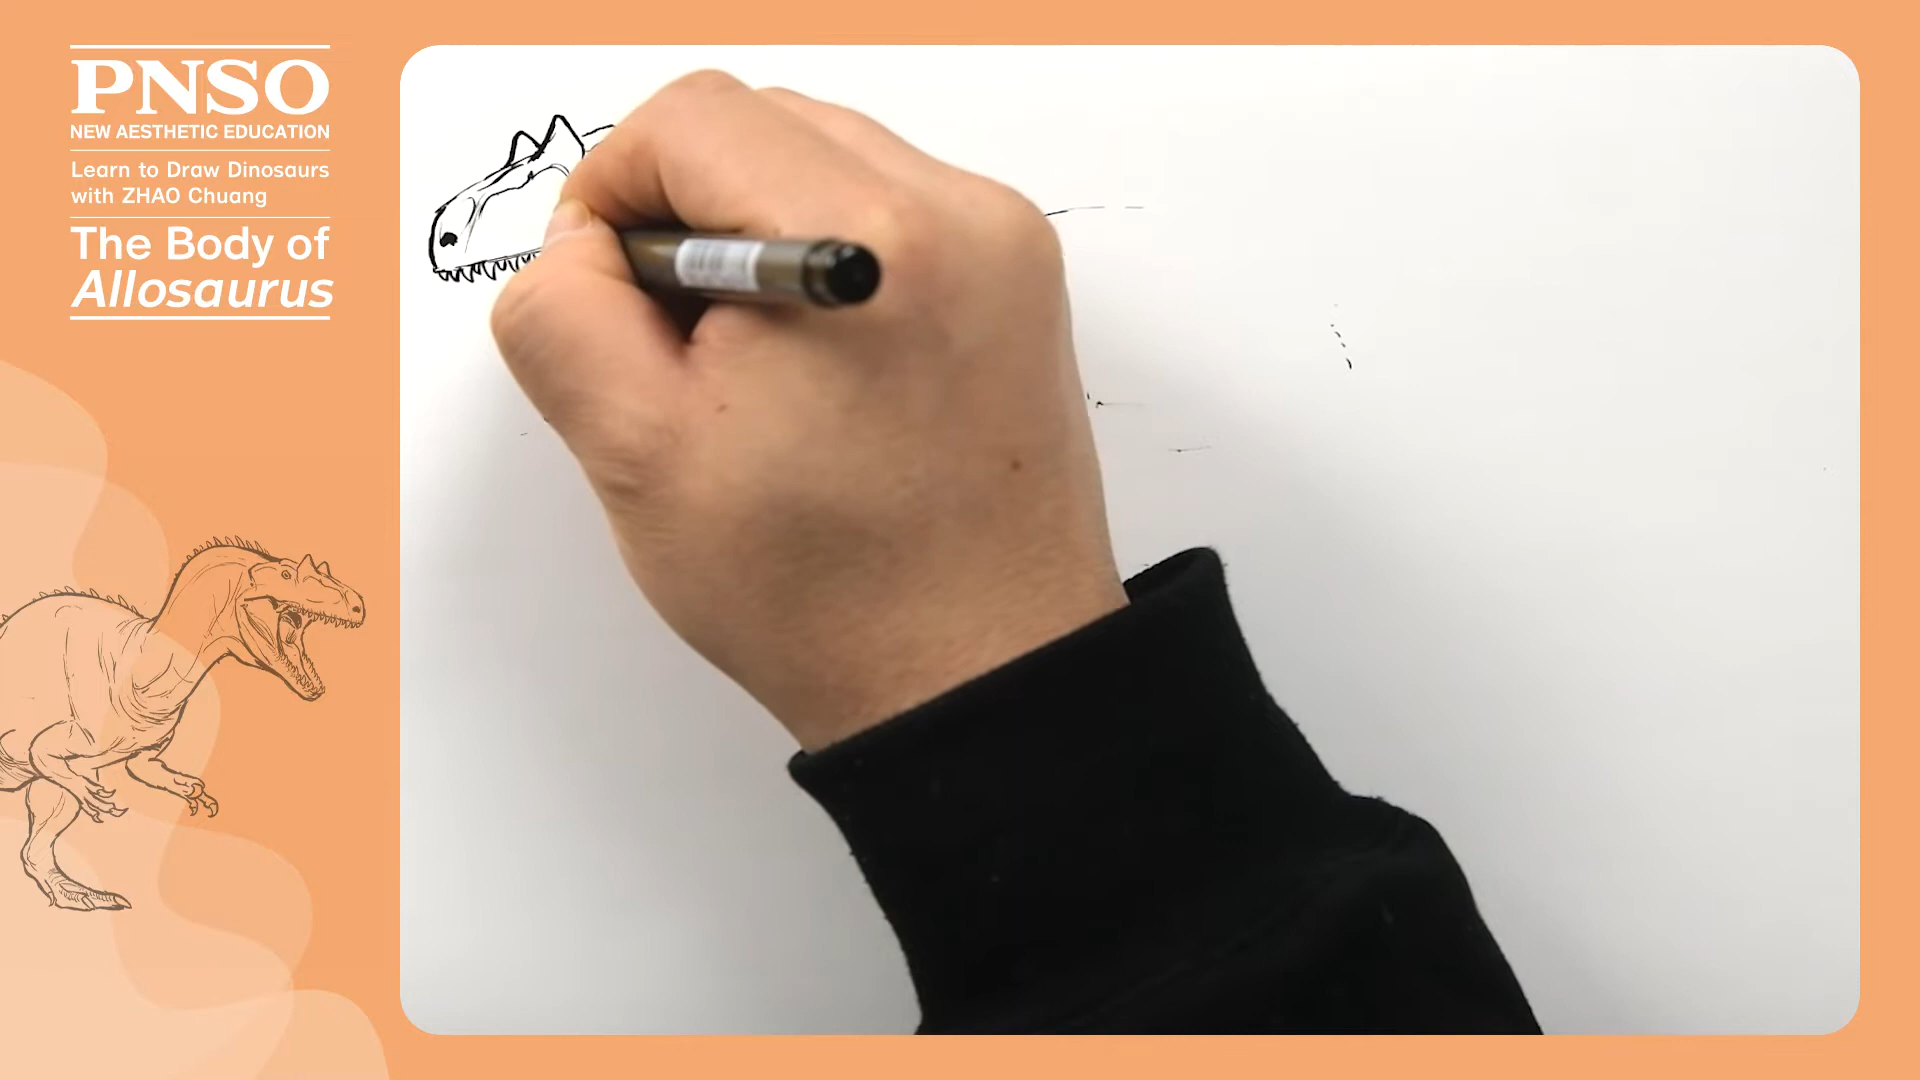 PNSO
NEW AESTHETIC EDUCATION
Learn to Draw Dinosaurs
with ZHAO Chuang
The Body of
Allosaurus